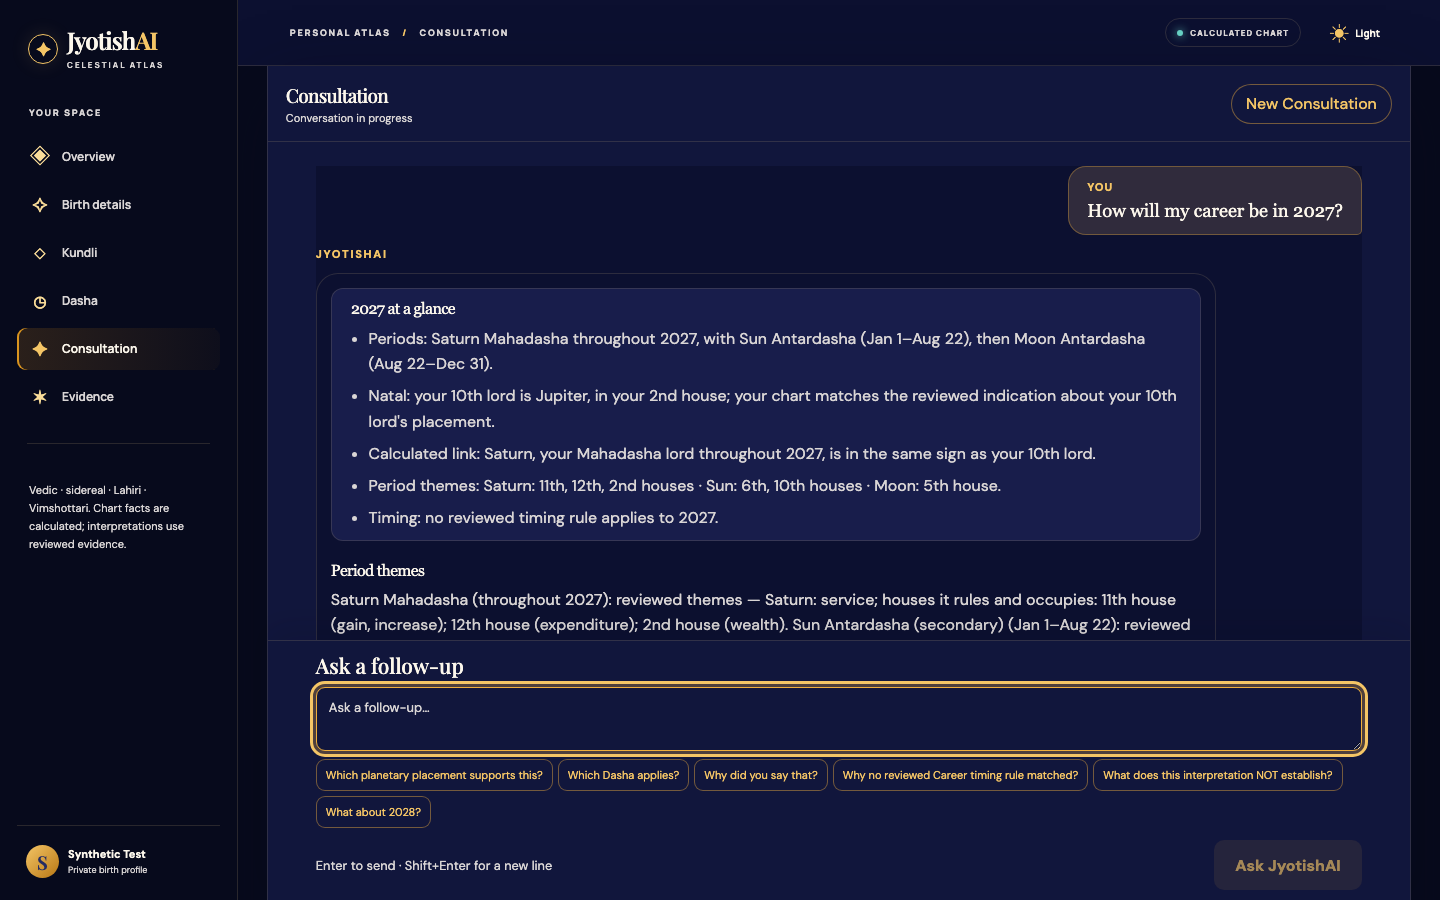 JyotishAI
CELESTIAL ATLAS
YOUR SPACE
Overview
Birth details
Kundli
Dasha
Consultation
Evidence
Vedic · sidereal · Lahiri ·
Vimshottari. Chart facts are
calculated; interpretations use
reviewed evidence.
S
Synthetic Test
Private birth profile
PERSONAL ATLAS / CONSULTATION
CALCULATED CHART
Light
Consultation
Conversation in progress
New Consultation
YOU
How will my career be in 2027?
JYOTISHAI
2027 at a glance
• Periods: Saturn Mahadasha throughout 2027, with Sun Antardasha (Jan 1–Aug 22), then Moon Antardasha
(Aug 22–Dec 31).
• Natal: your 10th lord is Jupiter, in your 2nd house; your chart matches the reviewed indication about your 10th
lord's placement.
• Calculated link: Saturn, your Mahadasha lord throughout 2027, is in the same sign as your 10th lord.
• Period themes: Saturn: 11th, 12th, 2nd houses · Sun: 6th, 10th houses · Moon: 5th house.
• Timing: no reviewed timing rule applies to 2027.
Period themes
Saturn Mahadasha (throughout 2027): reviewed themes — Saturn: service; houses it rules and occupies: 11th house
(gain, increase); 12th house (expenditure); 2nd house (wealth). Sun Antardasha (secondary) (Jan 1–Aug 22): reviewed
Ask a follow-up
Ask a follow-up…
Which planetary placement supports this?
Which Dasha applies?
Why did you say that?
Why no reviewed Career timing rule matched?
What does this interpretation NOT establish?
What about 2028?
Enter to send · Shift+Enter for a new line
Ask JyotishAI